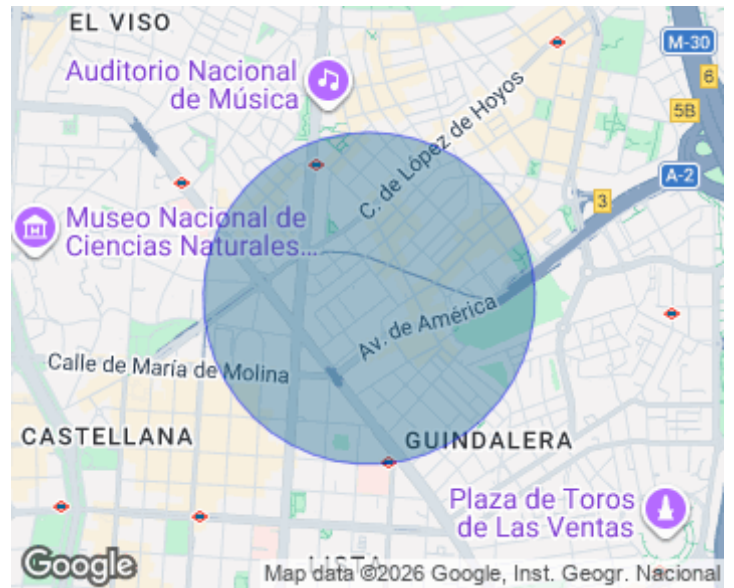 EL VISO
M-30
Auditorio Nacional
de Música
6
5B
C. de López de Hoyos
A-2
3
Museo Nacional de
Ciencias Naturales...
Av. de América
Calle de María de Molina
CASTELLANA
GUINDALERA
Plaza de Toros
de Las Ventas
LISTA
Google
Map data ©2026 Google, Inst. Geogr. Nacional